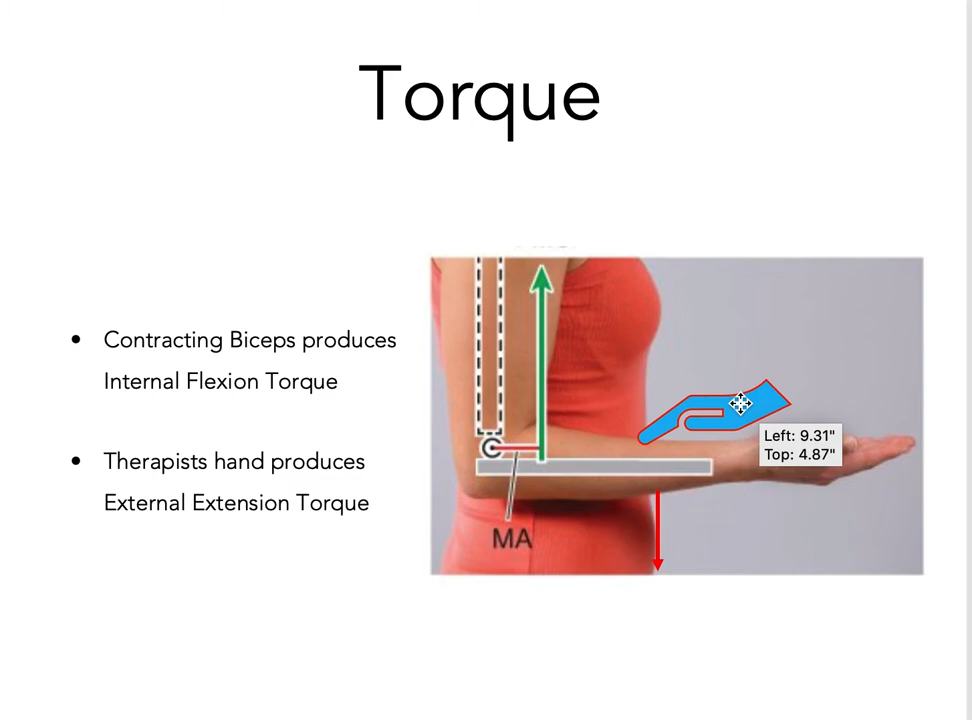 Torque
• Contracting Biceps produces
Internal Flexion Torque
• Therapists hand produces
External Extension Torque
C
MA
Left: 9.31"
Top: 4.87"